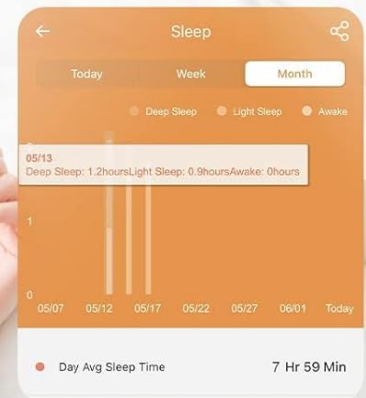 Sleep
Today Week Month
Deep Sleep Light Sleep Awake
05/13
Deep Sleep: 1.2hoursLight Sleep: 0.9hoursAwake: 0hours
1
0
05/07 05/12 05/17 05/22 05/27 06/01 Today
Day Avg Sleep Time 7 Hr 59 Min